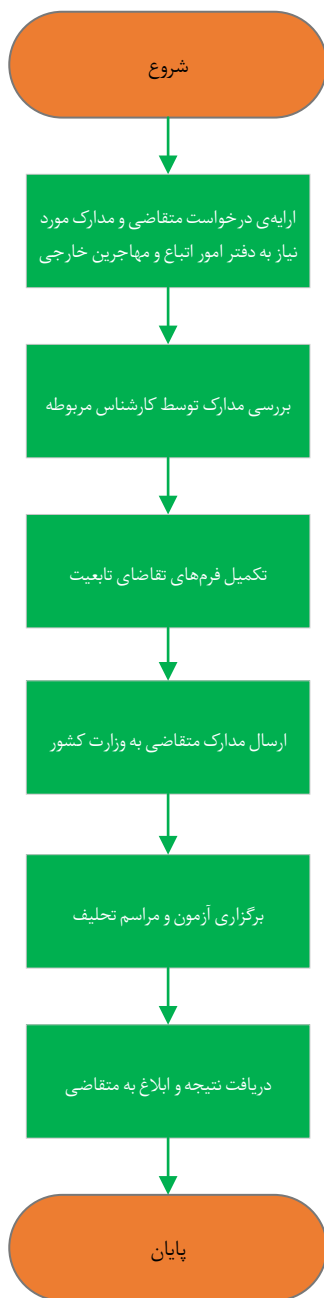 شروع
ارایه‌ی درخواست متقاضی و مدارک مورد
نیاز به دفتر امور اتباع و مهاجرین خارجی
بررسی مدارک توسط کارشناس مربوطه
تکمیل فرم‌های تقاضای تابعیت
ارسال مدارک متقاضی به وزارت کشور
برگزاری آزمون و مراسم تحلیف
دریافت نتیجه و ابلاغ به متقاضی
پایان